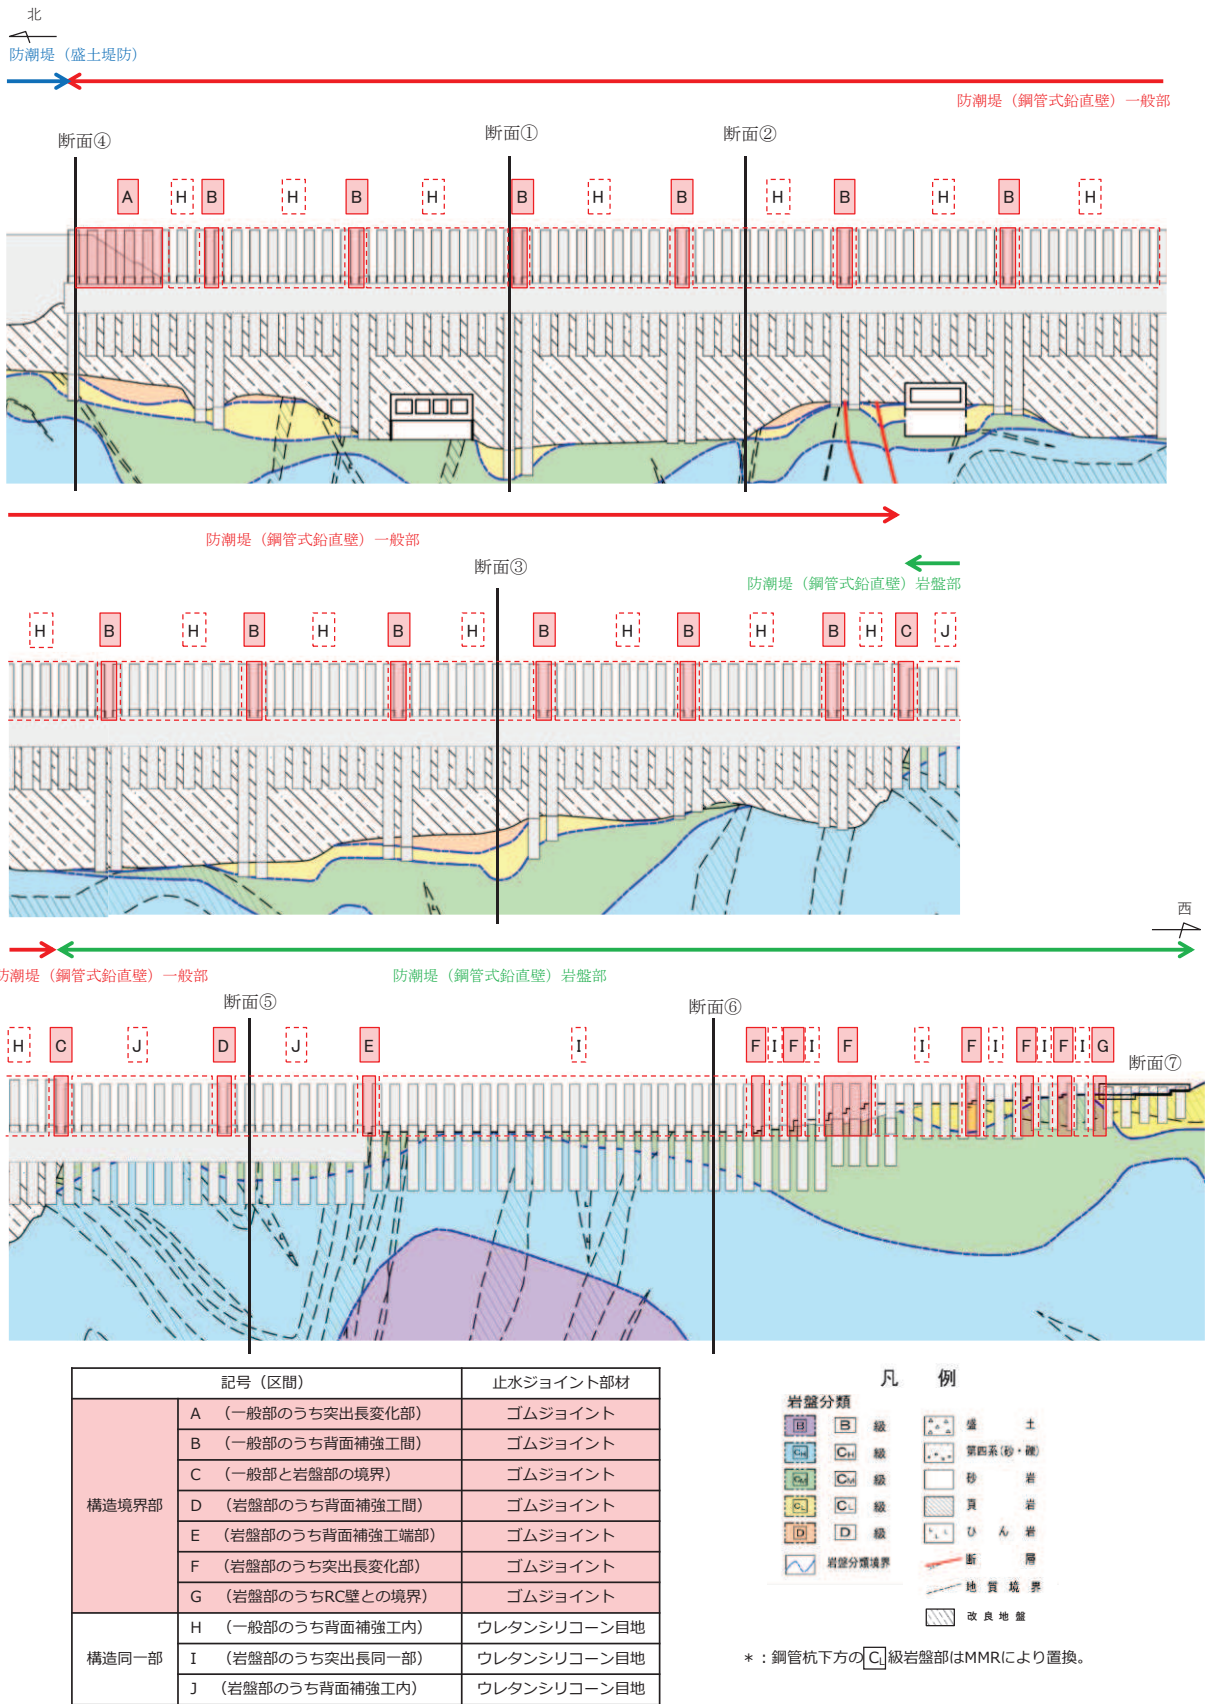 北
防潮堤（盛土堤防）
防潮堤（鋼管式鉛直壁）一般部
断面④
断面①
断面②
A H B H B H B H B H B H B H
防潮堤（鋼管式鉛直壁）一般部
断面③
防潮堤（鋼管式鉛直壁）岩盤部
H B H B H B H B H B H B H C J
西
防潮堤（鋼管式鉛直壁）一般部
防潮堤（鋼管式鉛直壁）岩盤部
断面⑤
断面⑥
H C J D J E I F I F I F I F I F I F I G
断面⑦
記号（区間） 止水ジョイント部材
構造境界部
A （一般部のうち突出長変化部） ゴムジョイント
B （一般部のうち背面補強工間） ゴムジョイント
C （一般部と岩盤部の境界） ゴムジョイント
D （岩盤部のうち背面補強工間） ゴムジョイント
E （岩盤部のうち背面補強工端部） ゴムジョイント
F （岩盤部のうち突出長変化部） ゴムジョイント
G （岩盤部のうちRC壁との境界） ゴムジョイント
構造同一部
H （一般部のうち背面補強工内） ウレタンシリコーン目地
I （岩盤部のうち突出長同一部） ウレタンシリコーン目地
J （岩盤部のうち背面補強工内） ウレタンシリコーン目地
凡 例
岩盤分類
B B 級
CH CH 級
CM CM 級
CL CL 級
D D 級
岩盤分類境界
盛 土
第四系(砂・礫)
砂 岩
頁 岩
ひ ん 岩
断 層
地 質 境 界
改 良 地 盤
＊：鋼管杭下方のCL級岩盤部はMMRにより置換。